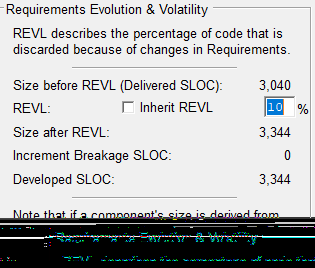 Requirements Evolution & Volatility
REVL describes the percentage of code that is
discarded because of changes in Requirements.
Size before REVL (Delivered SLOC): 3,040
REVL: Inherit REVL 10 %
Size after REVL: 3,344
Increment Breakage SLOC: 0
Developed SLOC: 3,344
Note that if a component's size is derived from